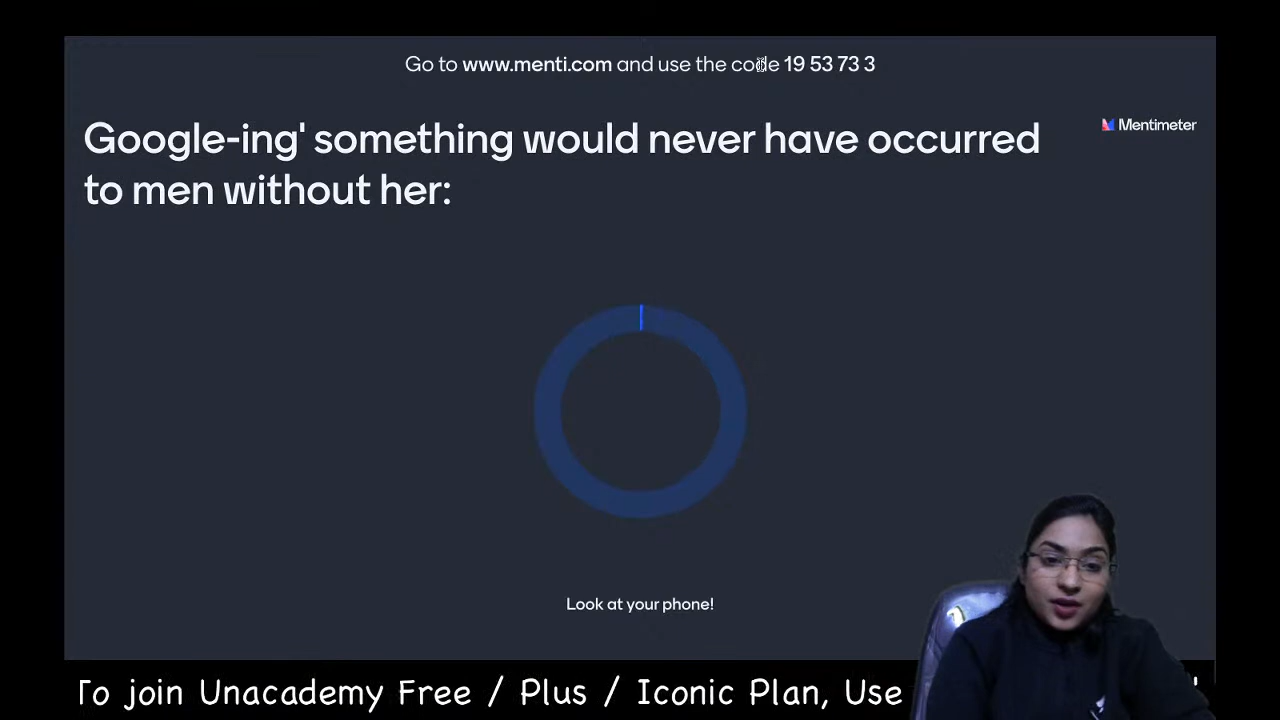 Go to www.menti.com and use the code 19 53 73 3
Google-ing' something would never have occurred
to men without her:
Mentimeter
Look at your phone!
To join Unacademy Free / Plus / Iconic Plan, Use